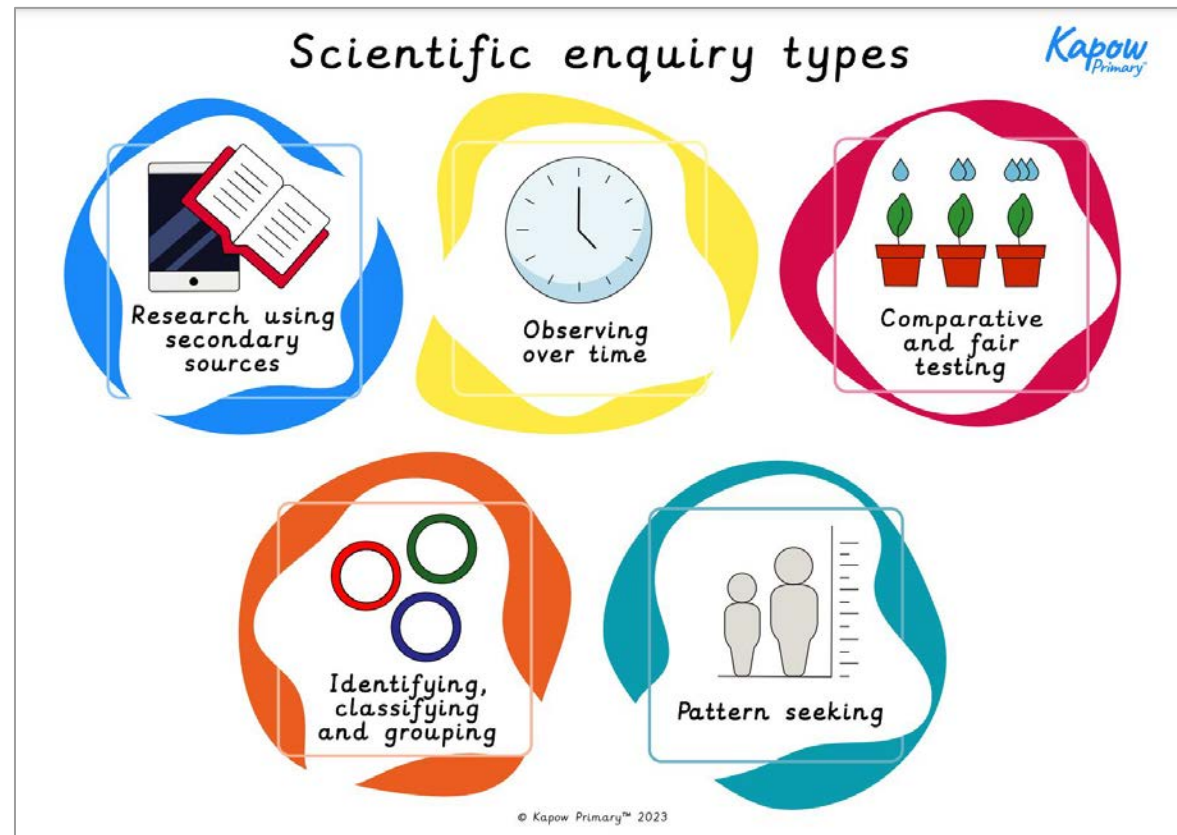 Scientific enquiry types
Kapow
Primary™
Research using
secondary
sources
Observing
over time
Comparative
and fair
testing
Identifying,
classifying
and grouping
Pattern seeking
© Kapow Primary™ 2023